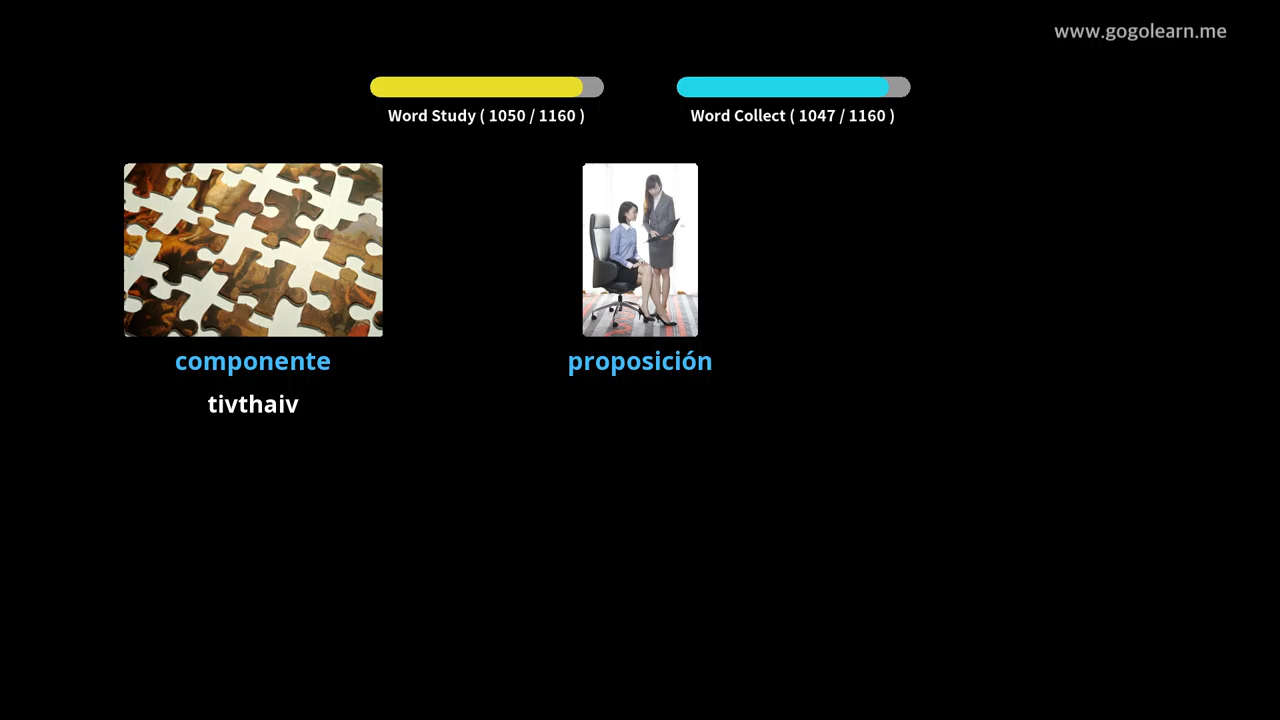 www.gogolearn.me
Word Study ( 1050 / 1160 )
Word Collect ( 1047 / 1160 )
componente
proposición
tivthaiv